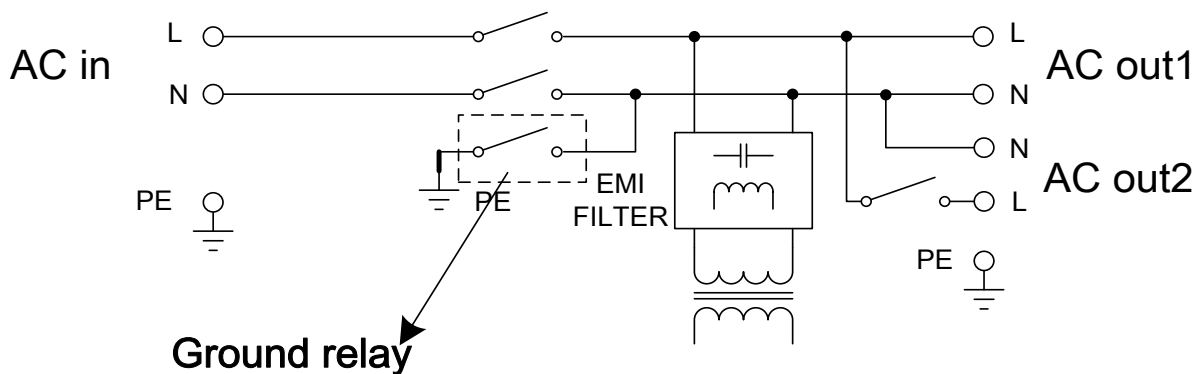 L
L
AC in
AC out1
N
N
N
PE
EMI
FILTER
AC out2
PE
L
PE
Ground relay